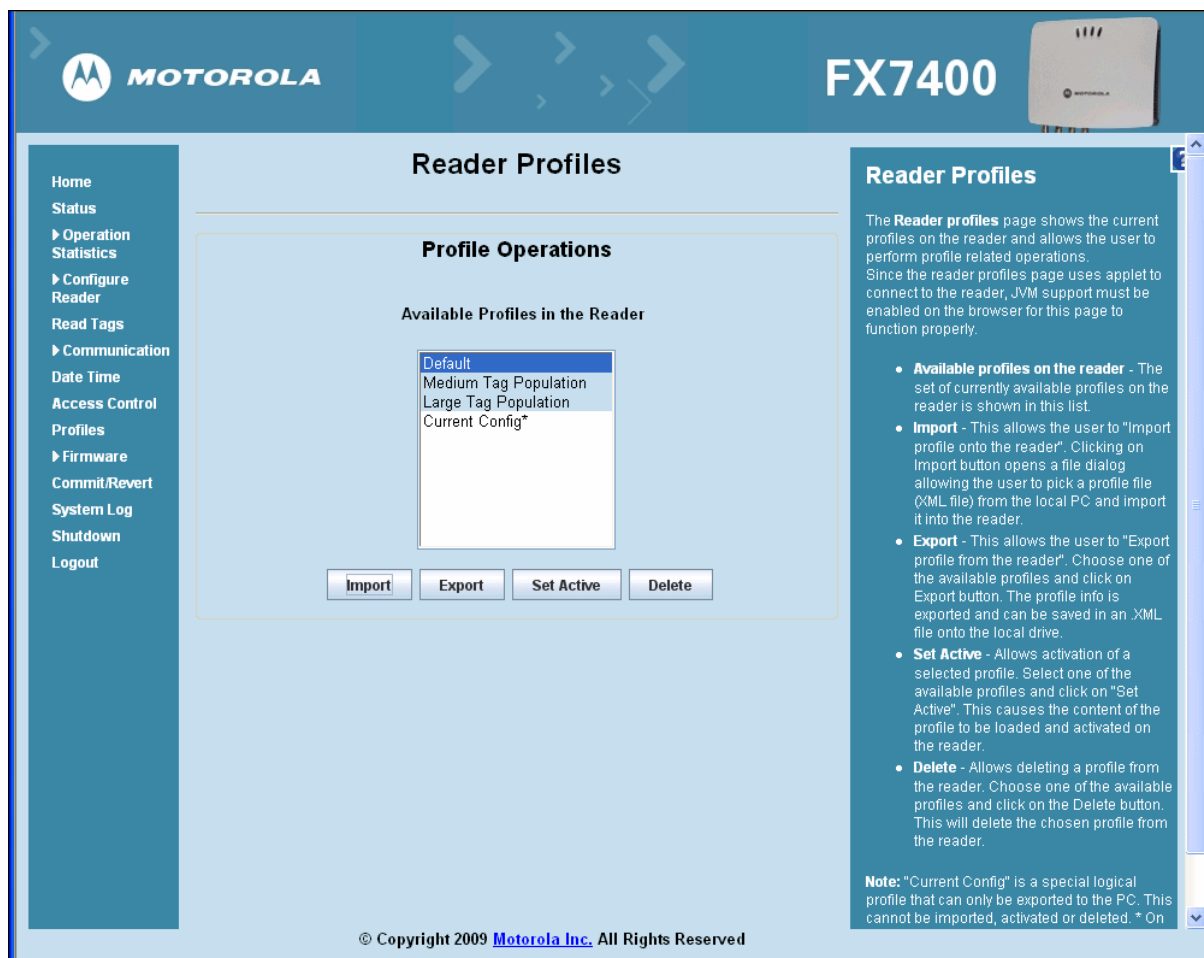 MOTOROLA
FX7400
MOTOROLA
Home
Status
Operation
Statistics
Configure
Reader
Read Tags
Communication
Date Time
Access Control
Profiles
Firmware
Commit/Revert
System Log
Shutdown
Logout
Reader Profiles
Profile Operations
Available Profiles in the Reader
Default
Medium Tag Population
Large Tag Population
Current Config*
Import
Export
Set Active
Delete
?
Reader Profiles
The Reader profiles page shows the current
profiles on the reader and allows the user to
perform profile related operations.
Since the reader profiles page uses applet to
connect to the reader, JVM support must be
enabled on the browser for this page to
function properly.
• Available profiles on the reader - The
set of currently available profiles on the
reader is shown in this list.
• Import - This allows the user to "Import
profile onto the reader". Clicking on
Import button opens a file dialog
allowing the user to pick a profile file
(XML file) from the local PC and import
it into the reader.
• Export - This allows the user to "Export
profile from the reader". Choose one of
the available profiles and click on
Export button. The profile info is
exported and can be saved in an .XML
file onto the local drive.
• Set Active - Allows activation of a
selected profile. Select one of the
available profiles and click on "Set
Active". This causes the content of the
profile to be loaded and activated on
the reader.
• Delete - Allows deleting a profile from
the reader. Choose one of the available
profiles and click on the Delete button.
This will delete the chosen profile from
the reader.
Note: "Current Config" is a special logical
profile that can only be exported to the PC. This
cannot be imported, activated or deleted. * On
© Copyright 2009 Motorola Inc. All Rights Reserved